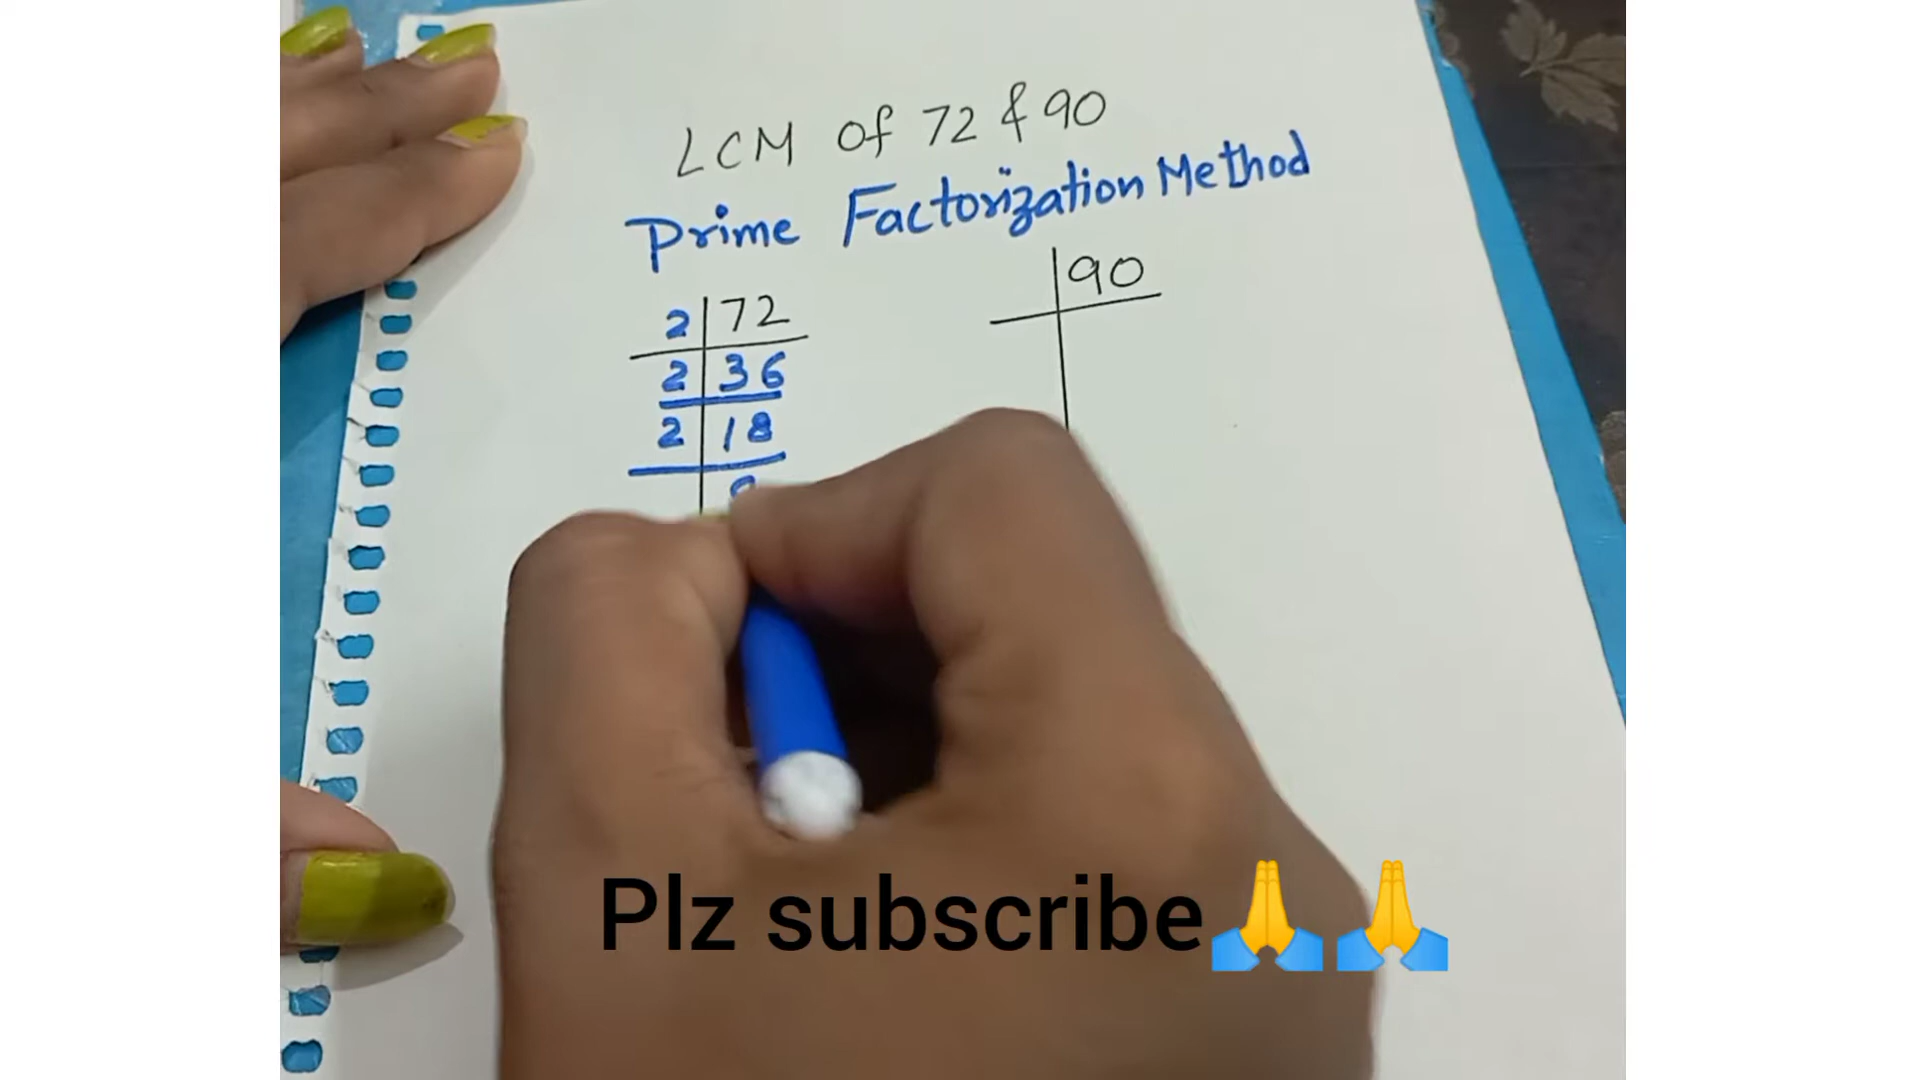 LCM of 72 & 90
Prime Factorization Method
2 72
2 36
2 18
90
Plz subscribe🙏🙏